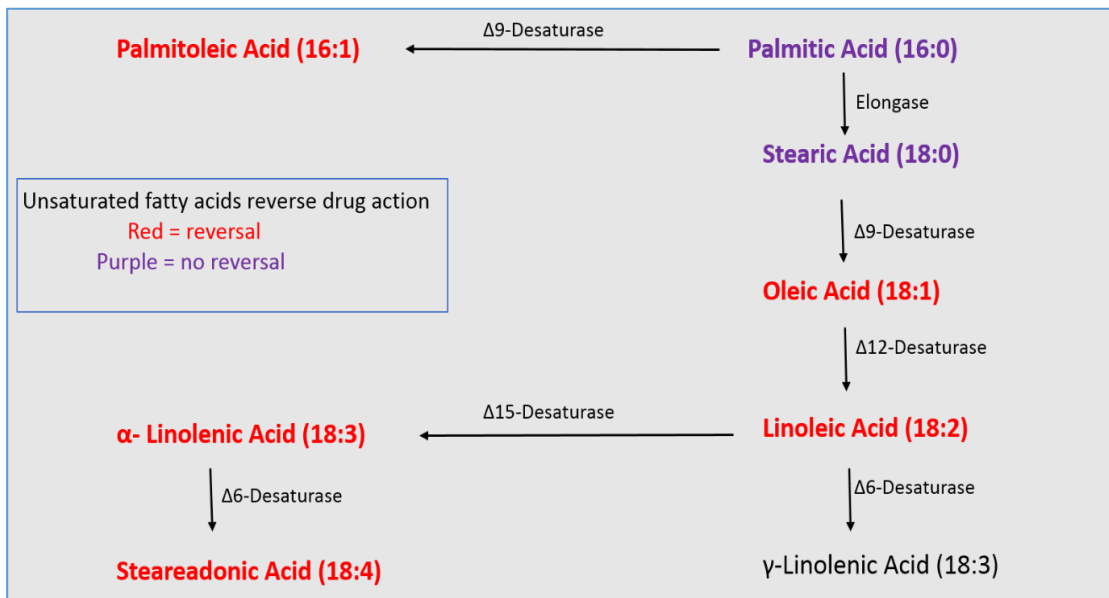 Δ9-Desaturase
Palmitoleic Acid (16:1)
Palmitic Acid (16:0)
Elongase
Stearic Acid (18:0)
Unsaturated fatty acids reverse drug action
Red = reversal
Purple = no reversal
Δ9-Desaturase
Oleic Acid (18:1)
Δ12-Desaturase
Δ15-Desaturase
α- Linolenic Acid (18:3)
Linoleic Acid (18:2)
Δ6-Desaturase
Δ6-Desaturase
Steareadonic Acid (18:4)
γ-Linolenic Acid (18:3)